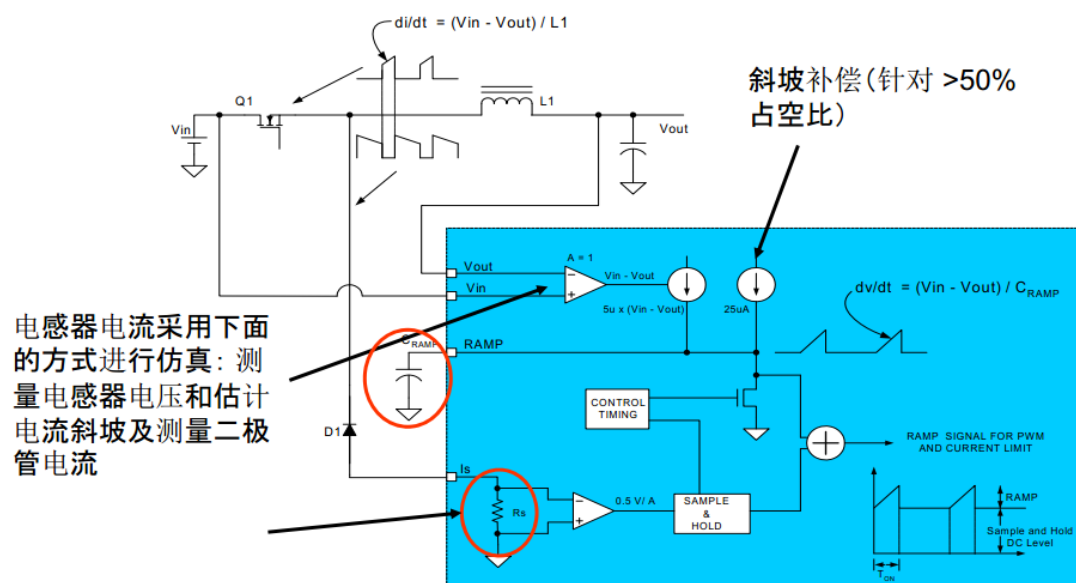 di/dt = (Vin - Vout) / L1
斜坡补偿(针对 >50%
占空比)
Q1
L1
Vin
Vout
Vout
Vin
A = 1
Vin - Vout
5u x (Vin - Vout)
25uA
dv/dt = (Vin - Vout) / CRAMP
电感器电流采用下面
的方式进行仿真: 测
量电感器电压和估计
电流斜坡及测量二极
管电流
CRAMP
RAMP
CONTROL
TIMING
D1
RAMP SIGNAL FOR PWM
AND CURRENT LIMIT
Is
Rs
0.5 V/ A
SAMPLE
&
HOLD
RAMP
Sample and Hold
DC Level
TON